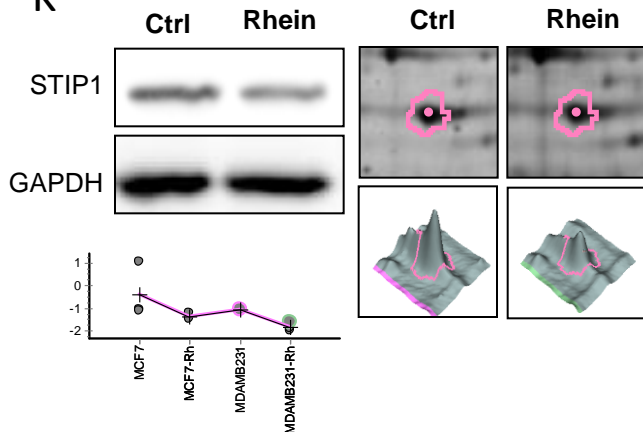 K
Ctrl Rhein Ctrl Rhein
STIP1
GAPDH
1
0
-1
-2
MCF7
MCF7-Rh
MDAMB231
MDAMB231-Rh